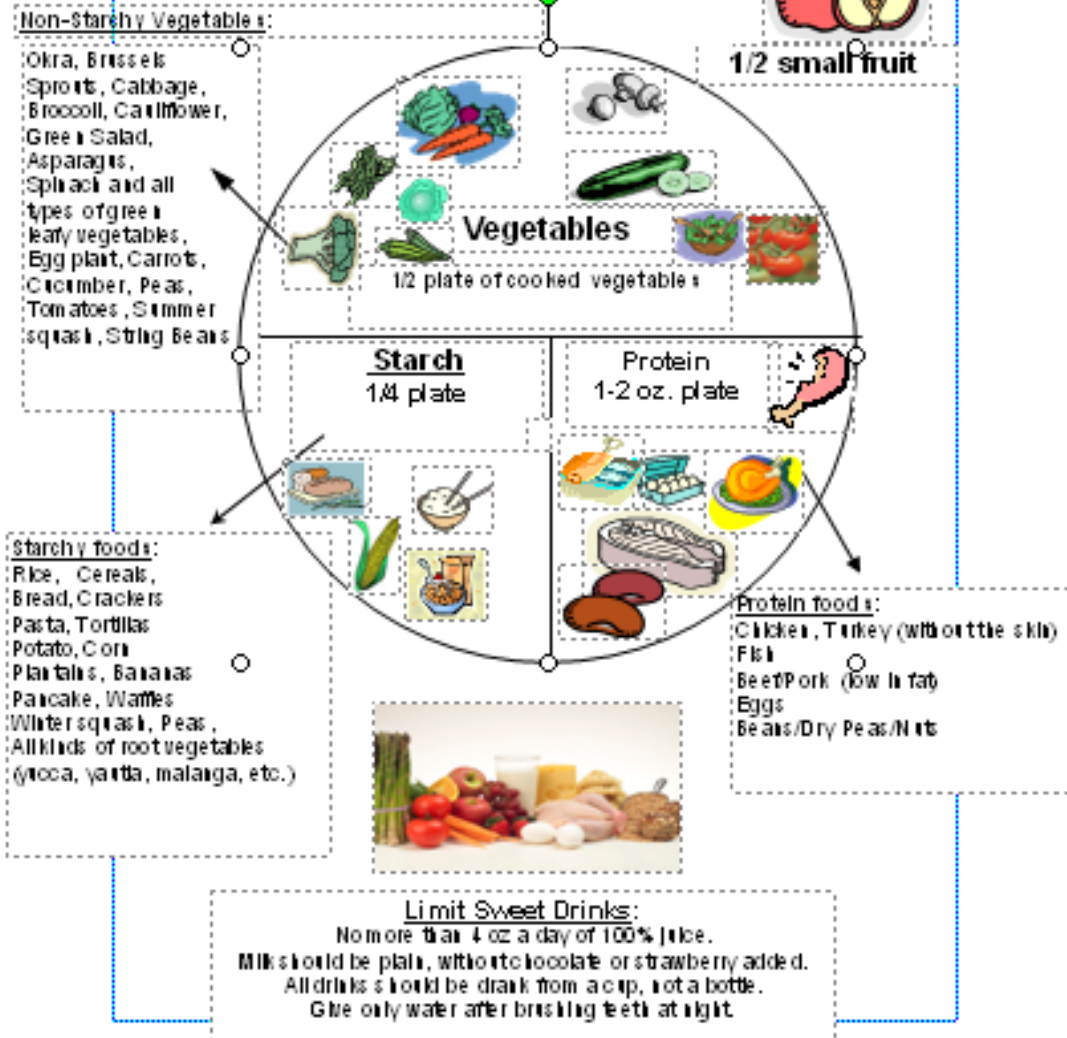 Non-Starchy Vegetables:
Okra, Brussels
Sprouts, Cabbage,
Broccoli, Cauliflower,
Green Salad,
Asparagus,
Spinach and all
types of green
leafy vegetables,
Egg plant, Carrots,
Cucumber, Peas,
Tomatoes, Summer
squash, String Beans
1/2 small fruit
Vegetables
1/2 plate of cooked vegetables
Starch
1/4 plate
Protein
1-2 oz. plate
Starchy foods:
Rice, Cereals,
Bread, Crackers
Pasta, Tortillas
Potato, Corn
Plantains, Bananas
Pancake, Waffles
Winter squash, Peas,
All kinds of root vegetables
(yucca, yautia, malanga, etc.)
Protein foods:
Chicken, Turkey (without the skin)
Fish
Beef/Pork (low in fat)
Eggs
Beans/Dry Peas/Nuts
Limit Sweet Drinks:
No more than 4 oz a day of 100% juice.
Milk should be plain, without chocolate or strawberry added.
All drinks should be drank from a cup, not a bottle.
Give only water after brushing teeth at night.